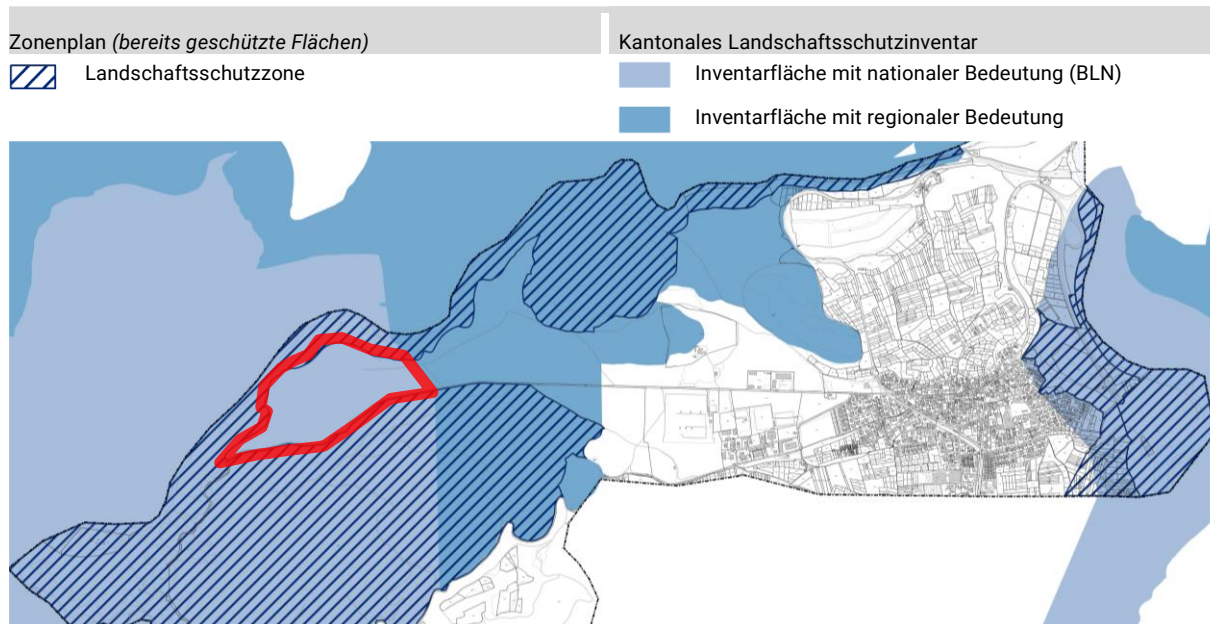 Zonenplan (bereits geschützte Flächen)
Kantonales Landschaftsschutzinventar
Landschaftsschutzzone
Inventarfläche mit nationaler Bedeutung (BLN)
Inventarfläche mit regionaler Bedeutung